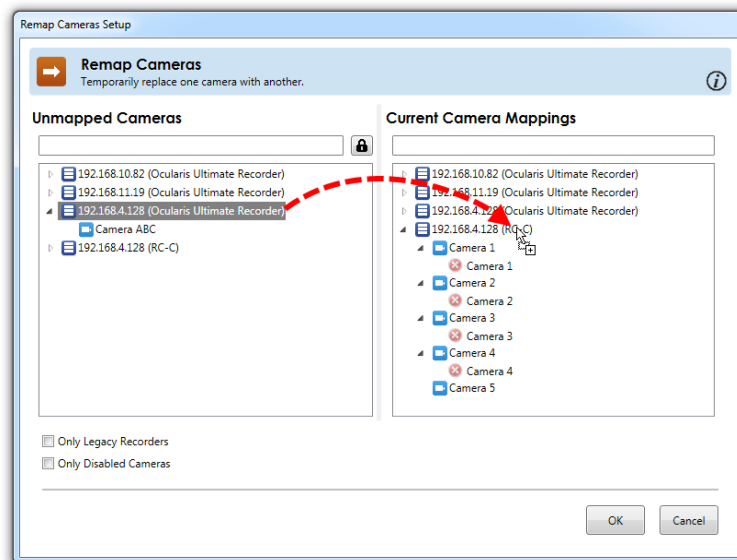 Remap Cameras Setup
Remap Cameras
Temporarily replace one camera with another.
Unmapped Cameras
192.168.10.82 (Ocularis Ultimate Recorder)
192.168.11.19 (Ocularis Ultimate Recorder)
192.168.4.128 (Ocularis Ultimate Recorder)
Camera ABC
192.168.4.128 (RC-C)
Only Legacy Recorders
Only Disabled Cameras
Current Camera Mappings
192.168.10.82 (Ocularis Ultimate Recorder)
192.168.11.19 (Ocularis Ultimate Recorder)
192.168.4.128 (Ocularis Ultimate Recorder)
192.168.4.128 (RC-C)
Camera 1
Camera 1
Camera 2
Camera 2
Camera 3
Camera 3
Camera 4
Camera 4
Camera 5
OK
Cancel